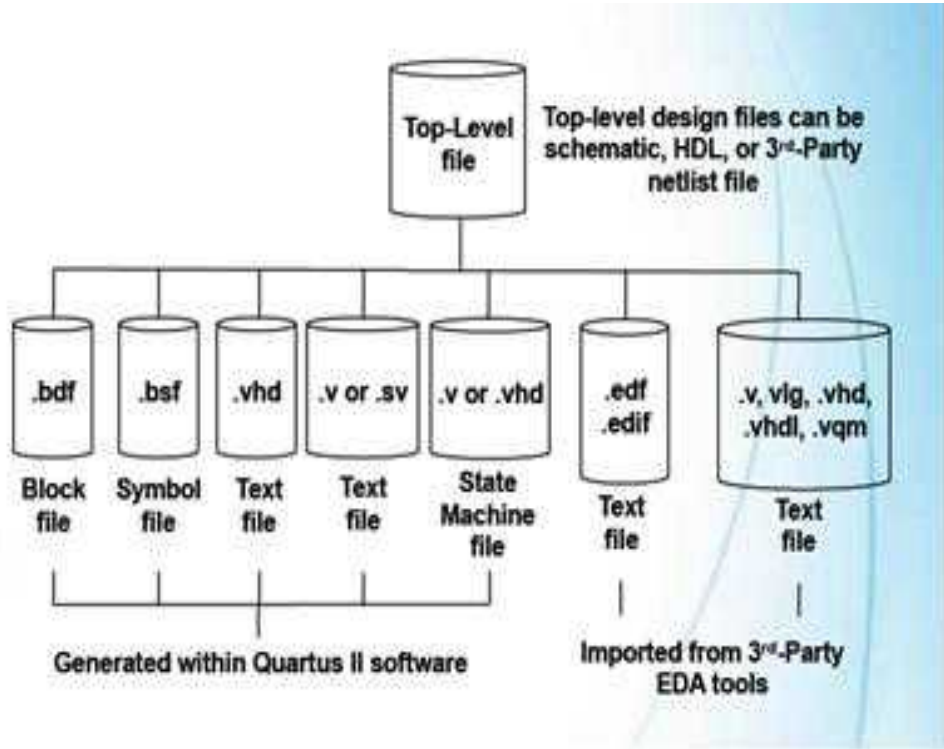 Top-Level
file
Top-level design files can be
schematic, HDL, or 3rd-Party
netlist file
.bdf
.bsf
.vhd
.v or .sv
.v or .vhd
.edf
.edif
.v, vlg, .vhd,
.vhdl, .vqm
Block
file
Symbol
file
Text
file
Text
file
State
Machine
file
Text
file
Text
file
Generated within Quartus II software
Imported from 3rd-Party
EDA tools